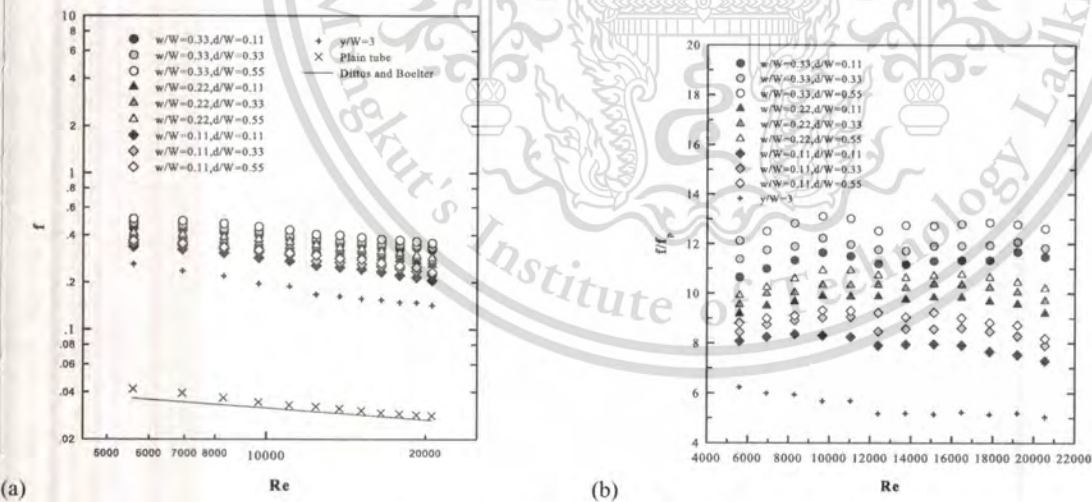 10
8
6
4
2
1
.8
.6
.4
.2
.1
.08
.06
.04
.02
f
w/W=0.33,d/W=0.11
w/W=0.33,d/W=0.33
w/W=0.33,d/W=0.55
w/W=0.22,d/W=0.11
w/W=0.22,d/W=0.33
w/W=0.22,d/W=0.55
w/W=0.11,d/W=0.11
w/W=0.11,d/W=0.33
w/W=0.11,d/W=0.55
y/W=3
Plain tube
Dittus and Boelter
5000 6000 7000 8000 10000 20000
Re
(a)
20
18
16
14
12
10
8
6
4
f/fp
w/W=0.33,d/W=0.11
w/W=0.33,d/W=0.33
w/W=0.33,d/W=0.55
w/W=0.22,d/W=0.11
w/W=0.22,d/W=0.33
w/W=0.22,d/W=0.55
w/W=0.11,d/W=0.11
w/W=0.11,d/W=0.33
w/W=0.11,d/W=0.55
y/W=3
4000 6000 8000 10000 12000 14000 16000 18000 20000 22000
Re
(b)
Mongkut's Institute of Technology